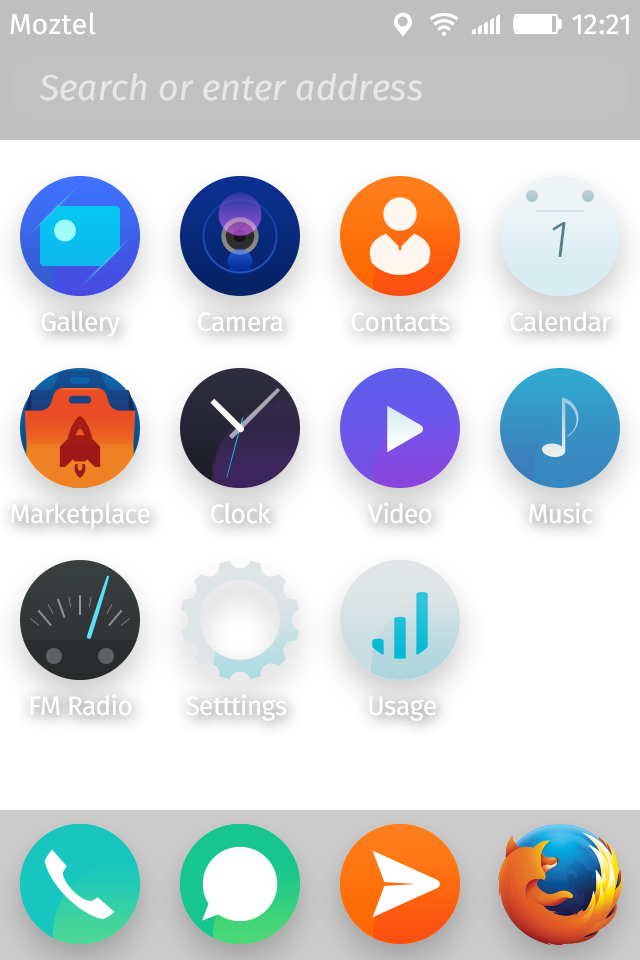 Moztel 12:21
Search or enter address
Gallery Camera Contacts Calendar
1
Marketplace Clock Video Music
FM Radio Setttings Usage